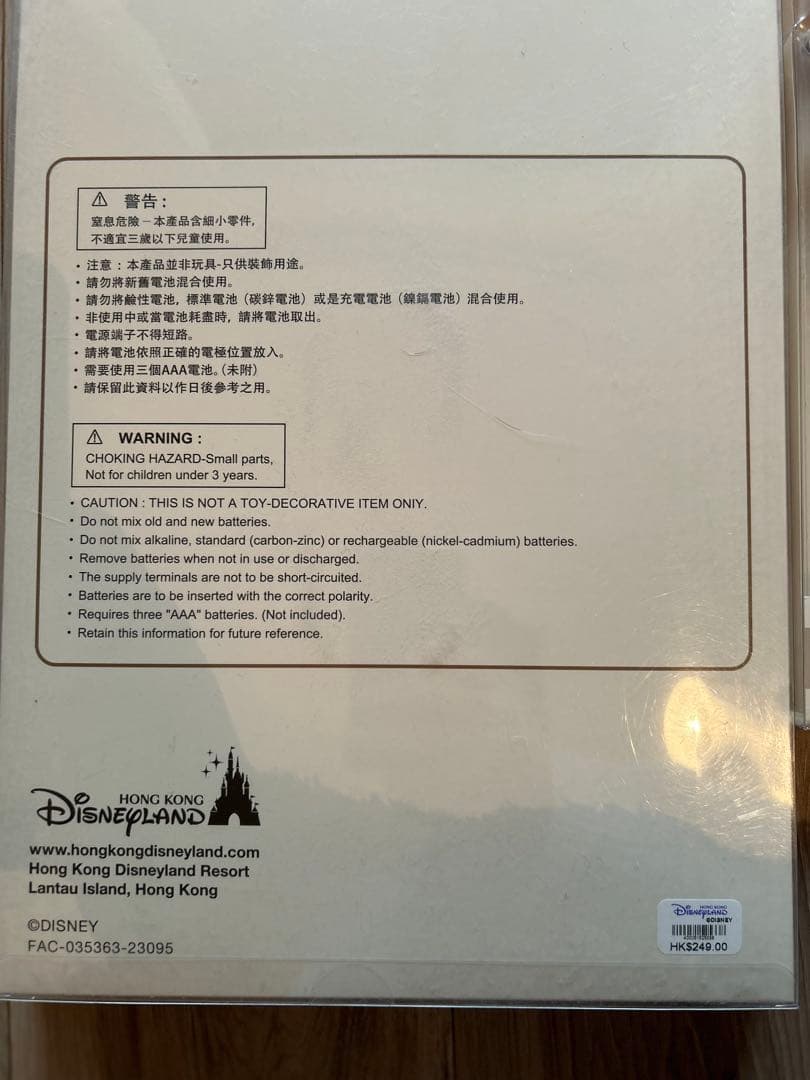 ⚠ 警告：
窒息危險－本產品含細小零件,
不適宜三歲以下兒童使用。
・注意：本產品並非玩具-只供裝飾用途。
・請勿將新舊電池混合使用。
・請勿將鹼性電池, 標準電池（碳鋅電池）或是充電電池（鎳鎘電池）混合使用。
・非使用中或當電池耗盡時, 請將電池取出。
・電源端子不得短路。
・請將電池依照正確的電極位置放入。
・需要使用三個AAA電池。(未附)
・請保留此資料以作日後參考之用。
⚠ WARNING :
CHOKING HAZARD-Small parts,
Not for children under 3 years.
• CAUTION : THIS IS NOT A TOY-DECORATIVE ITEM ONIY.
• Do not mix old and new batteries.
• Do not mix alkaline, standard (carbon-zinc) or rechargeable (nickel-cadmium) batteries.
• Remove batteries when not in use or discharged.
• The supply terminals are not to be short-circuited.
• Batteries are to be inserted with the correct polarity.
• Requires three "AAA" batteries. (Not included).
• Retain this information for future reference.
HONG KONG
DISNEYLAND
www.hongkongdisneyland.com
Hong Kong Disneyland Resort
Lantau Island, Hong Kong
©DISNEY
FAC-035363-23095
HONG KONG
DISNEYLAND
©DISNEY
HK$249.00